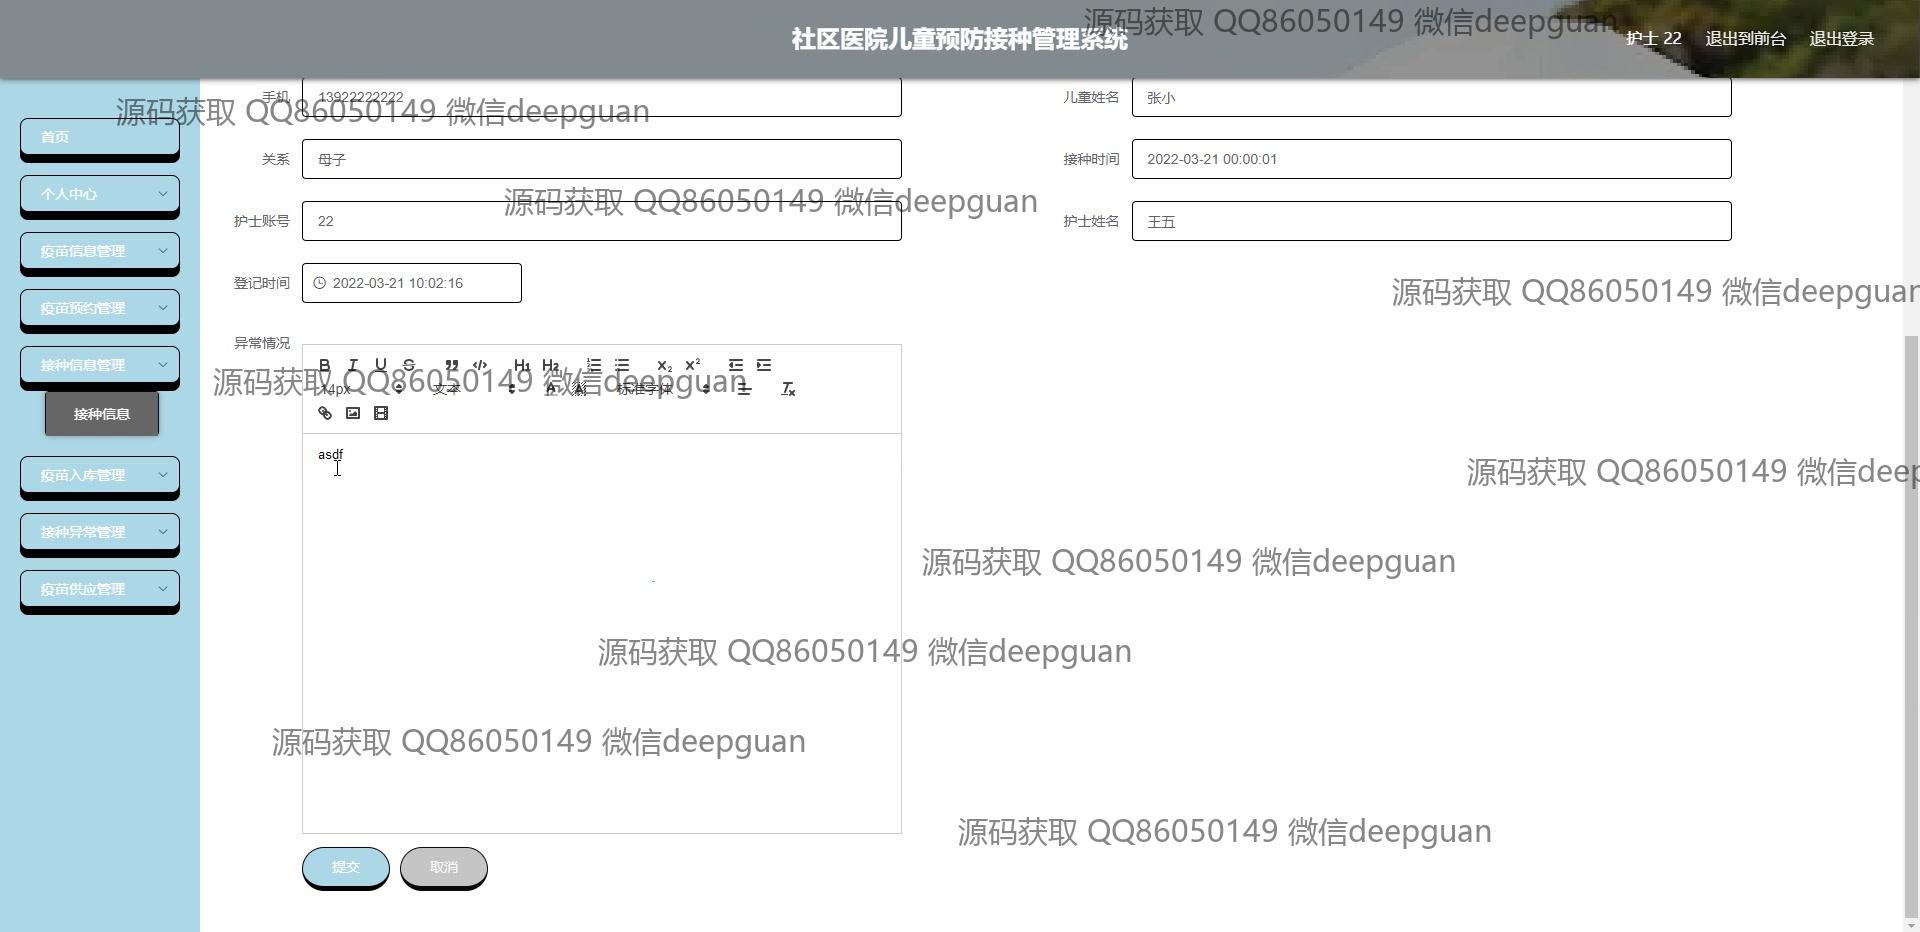 社区医院儿童预防接种管理系统
源码获取 QQ86050149 微信deepguan
护士 22 退出到前台 退出登录
手机 13922222222 儿童姓名 张小
源码获取 QQ86050149 微信deepguan
首页
关系 母子 接种时间 2022-03-21 00:00:01
个人中心
源码获取 QQ86050149 微信deepguan
护士账号 22 护士姓名 王五
疫苗信息管理
登记时间 2022-03-21 10:02:16
源码获取 QQ86050149 微信deepguan
疫苗预约管理
异常情况
接种信息管理
B I U S H1 H2 X2 X2
源码获取 QQ86050149 微信deepguan
14px 文本 A 标准字体 Tx
接种信息
asdf
疫苗入库管理
源码获取 QQ86050149 微信deep
接种异常管理
源码获取 QQ86050149 微信deepguan
疫苗供应管理
源码获取 QQ86050149 微信deepguan
源码获取 QQ86050149 微信deepguan
源码获取 QQ86050149 微信deepguan
提交 取消